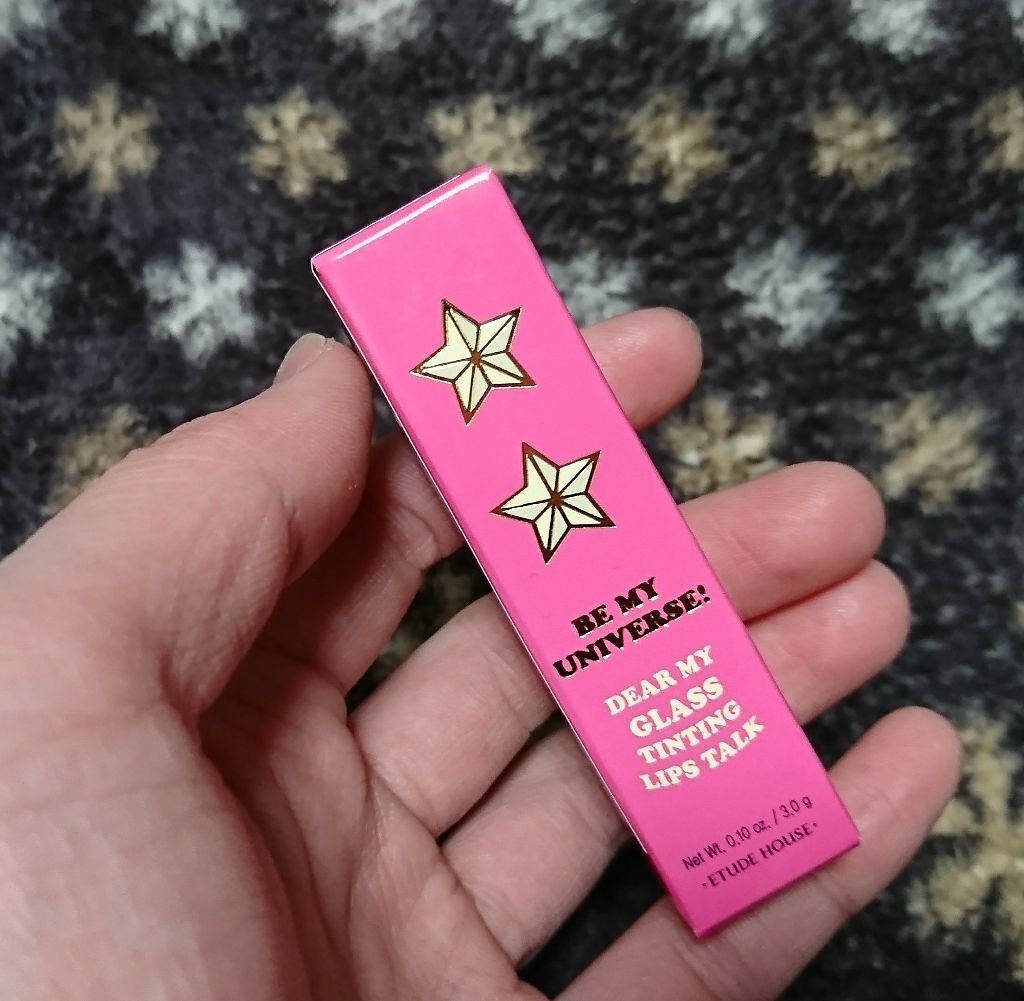 BE MY
UNIVERSE!
DEAR MY
GLASS
TINTING
LIPS TALK
Net Wt. 0.10 oz. / 3.0 g
·ETUDE HOUSE·